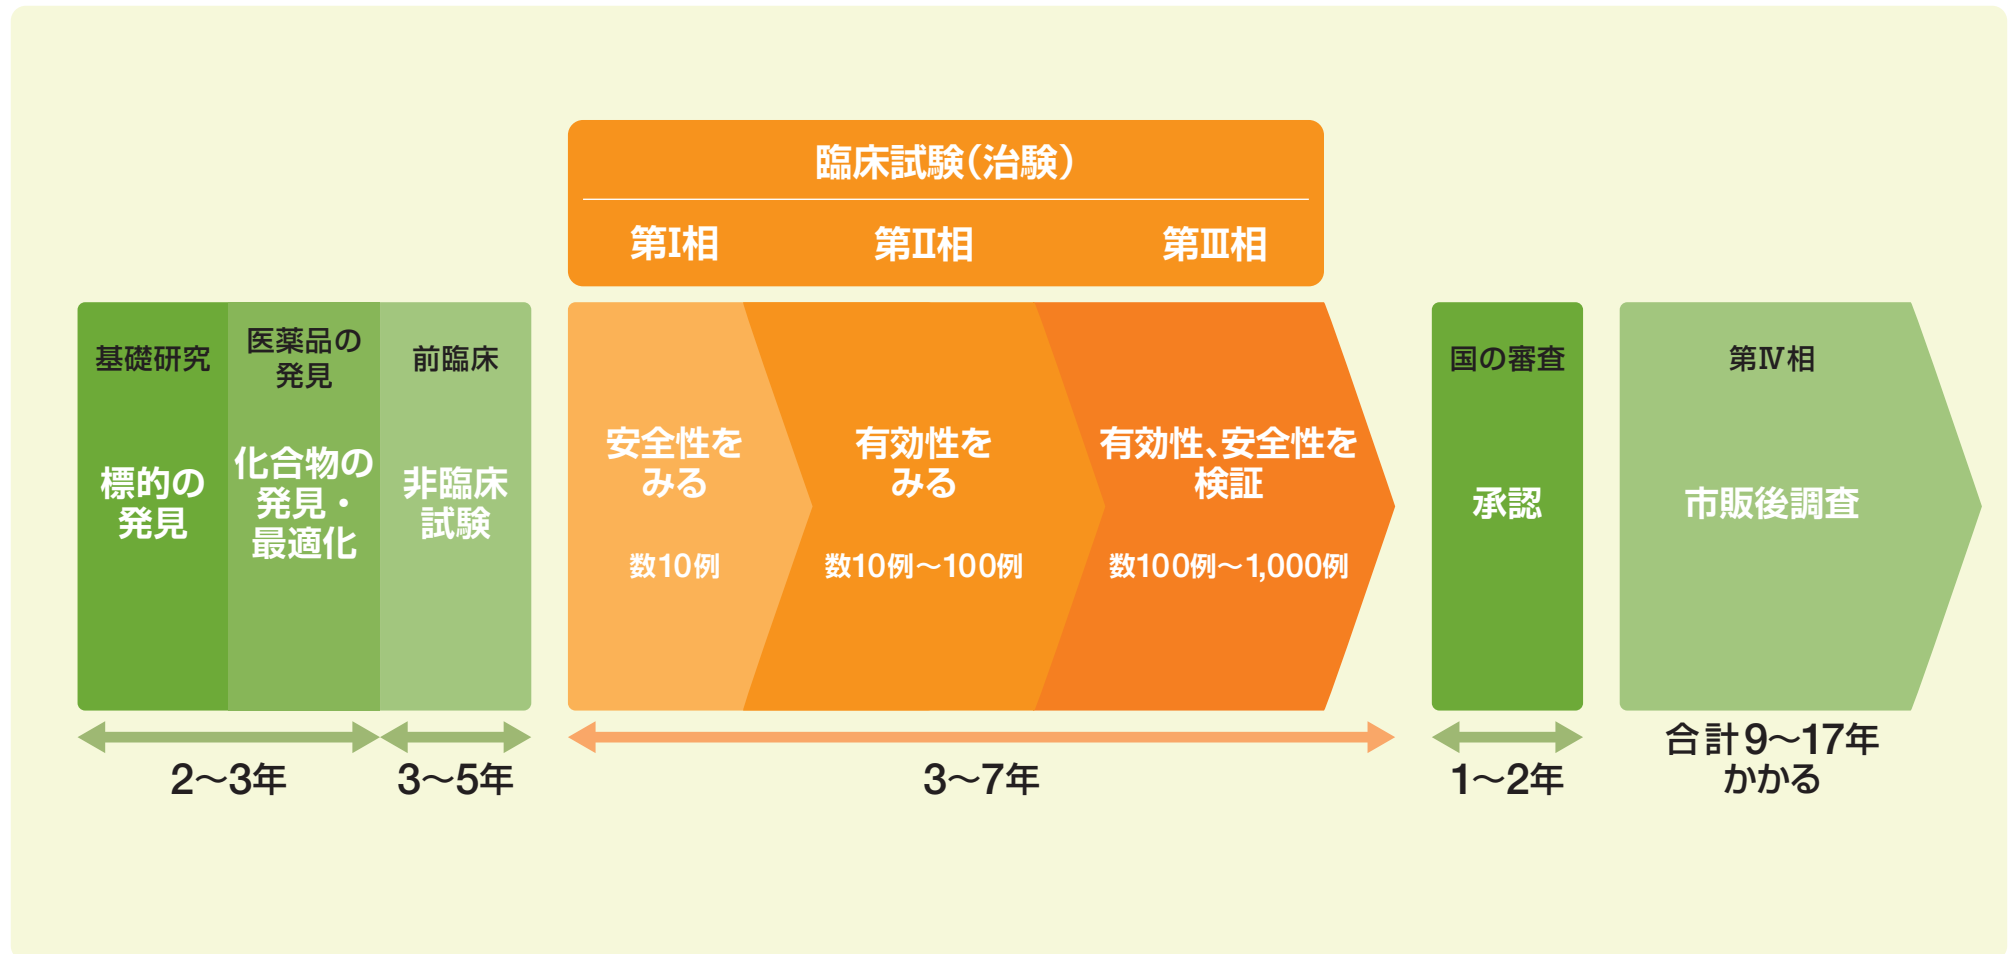 臨床試験（治験）
第Ⅰ相
第Ⅱ相
第Ⅲ相
基礎研究
標的の
発見
医薬品の
発見
化合物の
発見・
最適化
前臨床
非臨床
試験
安全性を
みる
数10例
有効性を
みる
数10例～100例
有効性、安全性を
検証
数100例～1,000例
国の審査
承認
第Ⅳ相
市販後調査
2～3年
3～5年
3～7年
1～2年
合計9～17年
かかる